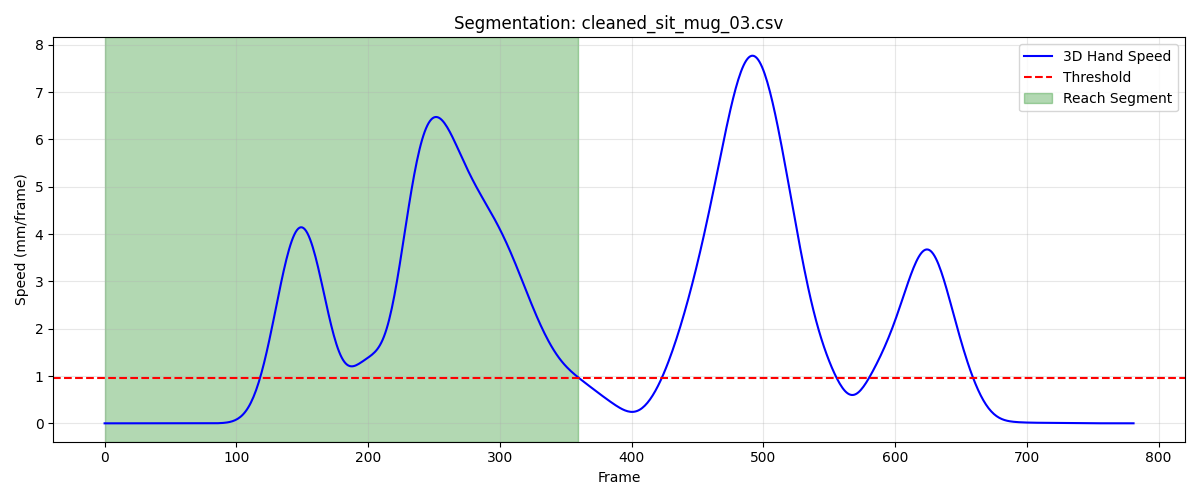 Segmentation: cleaned_sit_mug_03.csv
8
7
6
5
4
3
2
1
0
Speed (mm/frame)
3D Hand Speed
Threshold
Reach Segment
0 100 200 300 400 500 600 700 800
Frame